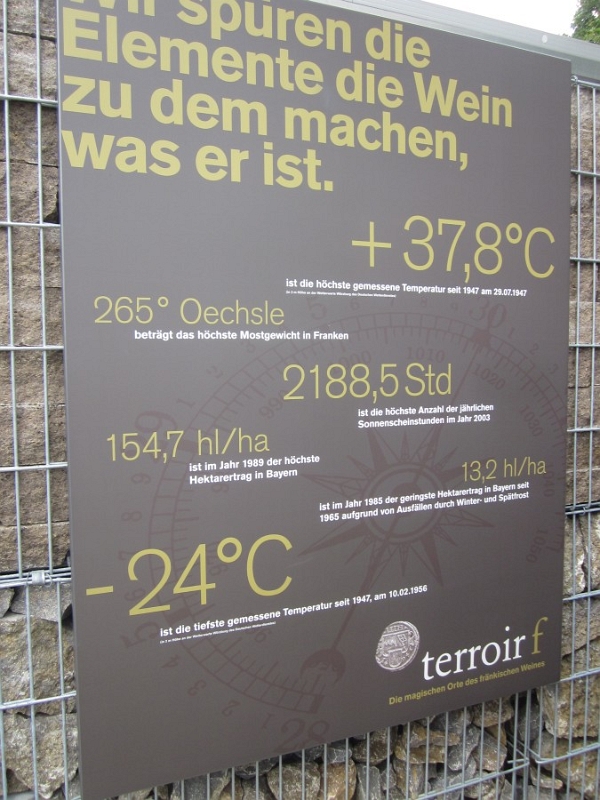 Wir spüren die
Elemente die Wein
zu dem machen,
was er ist.
+37,8°C
ist die höchste gemessene Temperatur seit 1947 am 29.07.1947
265° Oechsle
beträgt das höchste Mostgewicht in Franken
2188,5 Std
ist die höchste Anzahl der jährlichen
Sonnenscheinstunden im Jahr 2003
154,7 hl/ha
ist im Jahr 1989 der höchste
Hektarertrag in Bayern
13,2 hl/ha
ist im Jahr 1985 der geringste Hektarertrag in Bayern seit
1965 aufgrund von Ausfällen durch Winter- und Spätfrost
-24°C
ist die tiefste gemessene Temperatur seit 1947, am 10.02.1956
terroir f
Die magischen Orte des fränkischen Weines